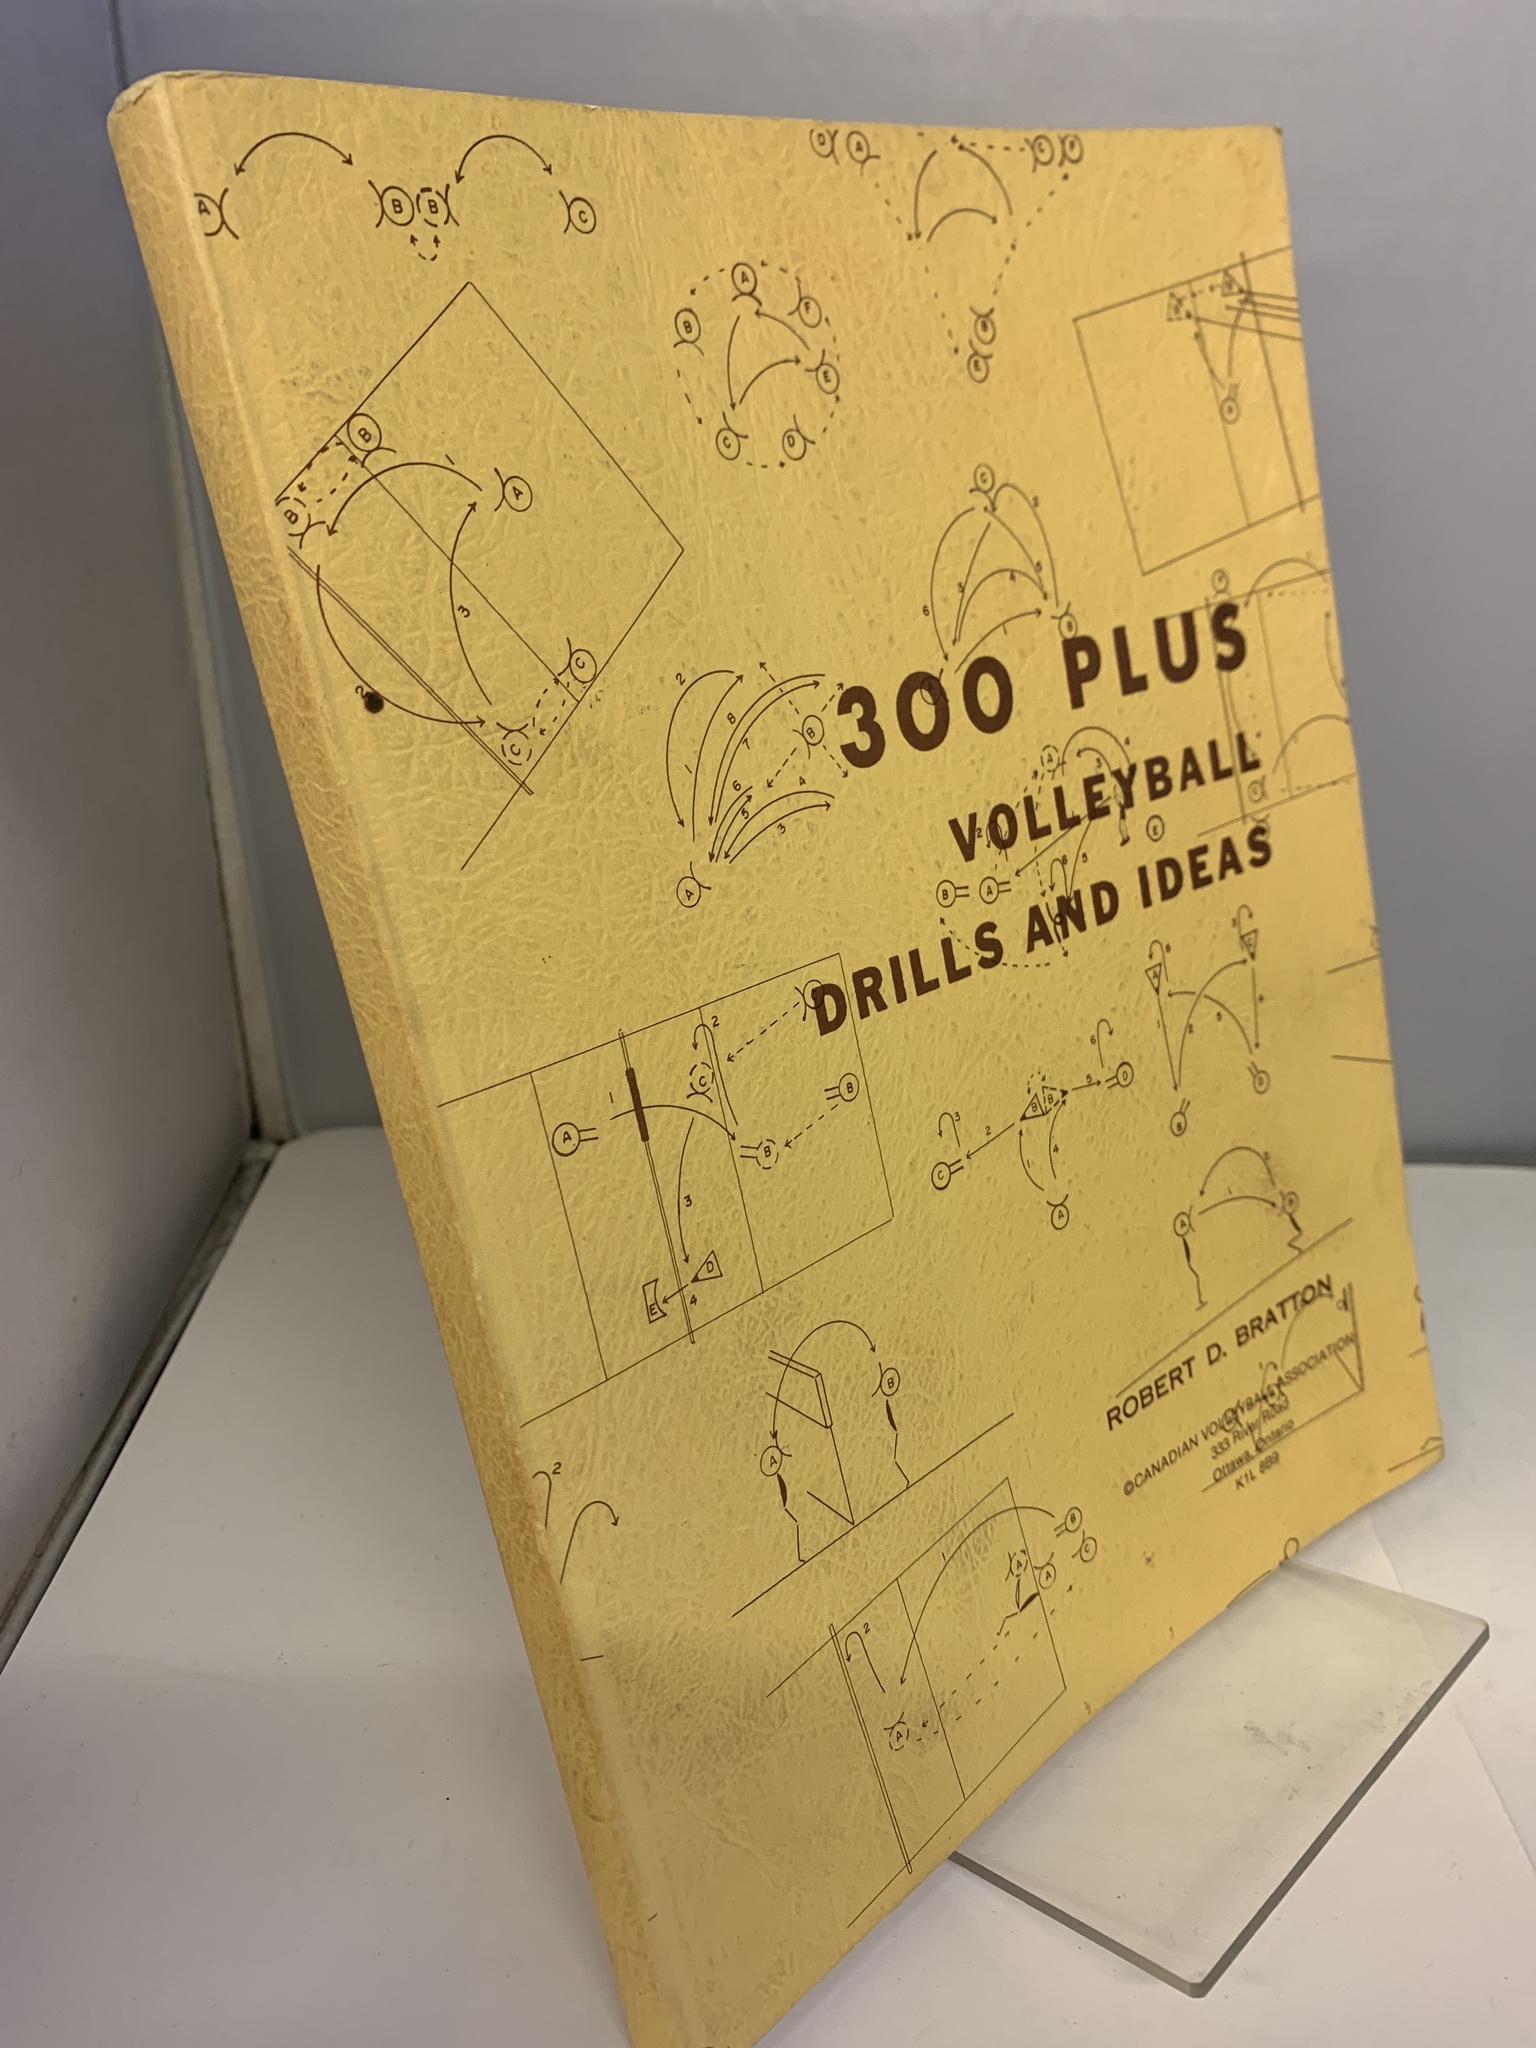 300 PLUS
VOLLEYBALL
DRILLS AND IDEAS
ROBERT D. BRATTON
©CANADIAN VOLLEYBALL ASSOCIATION
333 River Road
Ottawa, Ontario
K1L 8B9